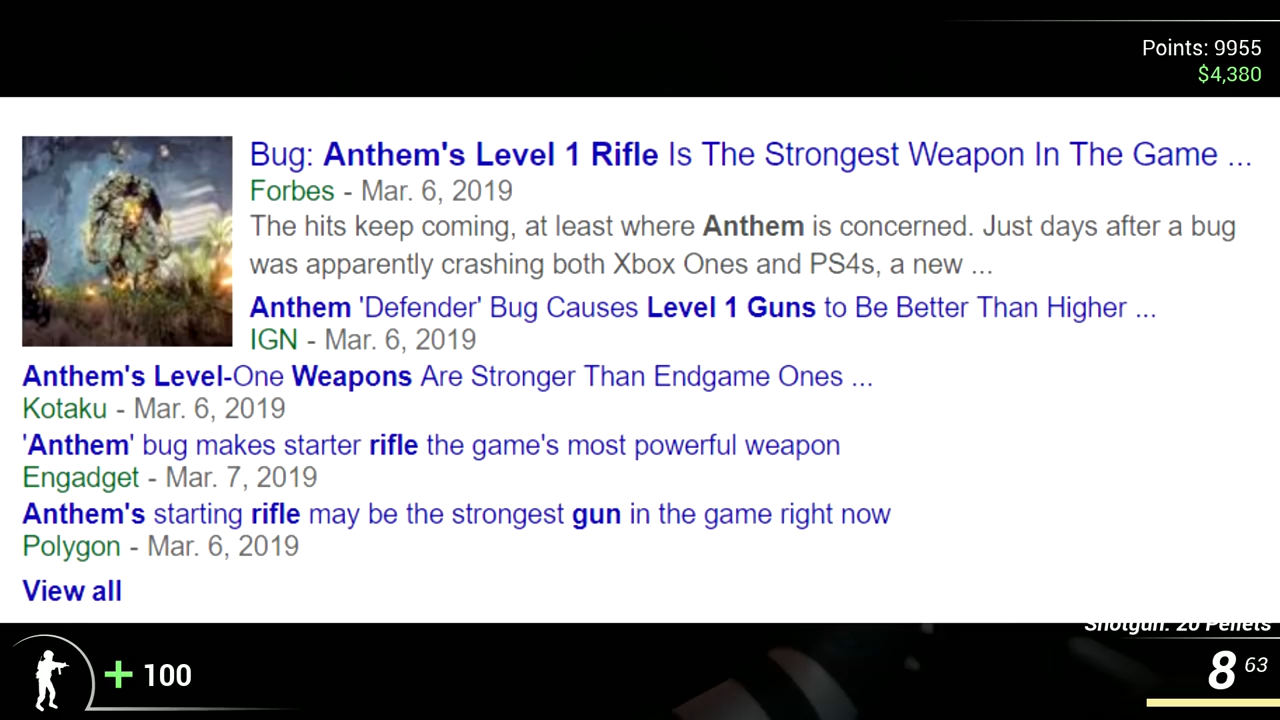 Points: 9955
$4,380
Bug: Anthem's Level 1 Rifle Is The Strongest Weapon In The Game ...
Forbes - Mar. 6, 2019
The hits keep coming, at least where Anthem is concerned. Just days after a bug
was apparently crashing both Xbox Ones and PS4s, a new ...
Anthem 'Defender' Bug Causes Level 1 Guns to Be Better Than Higher ...
IGN - Mar. 6, 2019
Anthem's Level-One Weapons Are Stronger Than Endgame Ones ...
Kotaku - Mar. 6, 2019
'Anthem' bug makes starter rifle the game's most powerful weapon
Engadget - Mar. 7, 2019
Anthem's starting rifle may be the strongest gun in the game right now
Polygon - Mar. 6, 2019
View all
Shotgun: 20 Pellets
+ 100
8 63